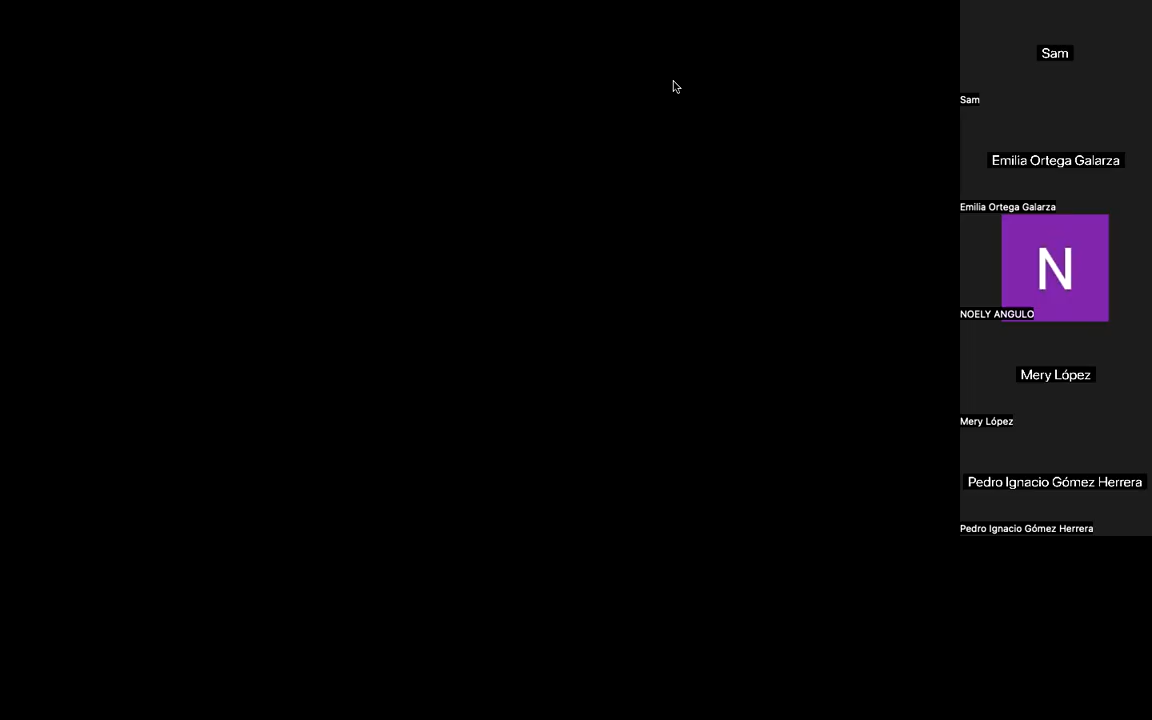 Sam
Sam
Emilia Ortega Galarza
Emilia Ortega Galarza
N
NOELY ANGULO
Mery López
Mery López
Pedro Ignacio Gómez Herrera
Pedro Ignacio Gómez Herrera